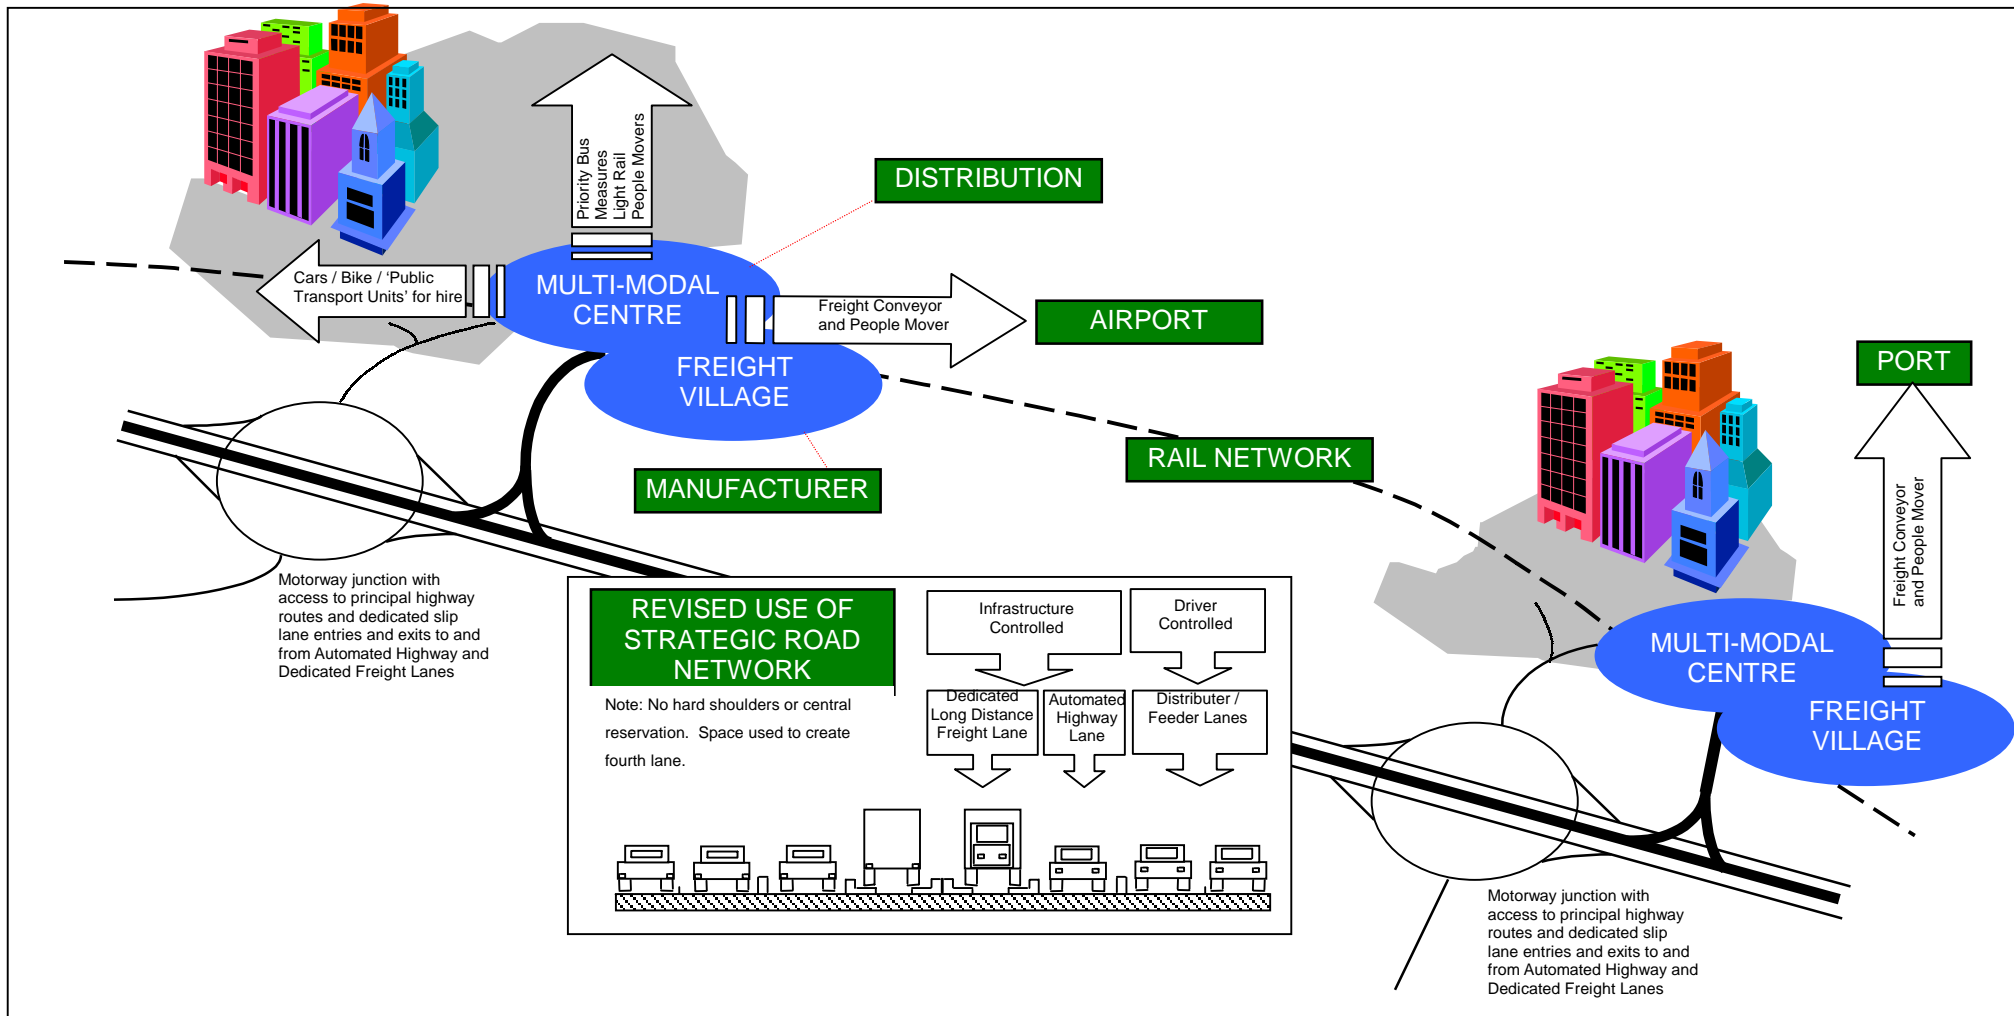 Priority Bus
Measures
Light Rail
People Movers
DISTRIBUTION
Cars / Bike / ‘Public
Transport Units’ for hire
MULTI-MODAL
CENTRE
Freight Conveyor
and People Mover
AIRPORT
FREIGHT
VILLAGE
PORT
RAIL NETWORK
MANUFACTURER
Freight Conveyor
and People Mover
Motorway junction with
access to principal highway
routes and dedicated slip
lane entries and exits to and
from Automated Highway and
Dedicated Freight Lanes
REVISED USE OF
STRATEGIC ROAD
NETWORK
Note: No hard shoulders or central
reservation.  Space used to create
fourth lane.
Infrastructure
Controlled
Driver
Controlled
Dedicated
Long Distance
Freight Lane
Automated
Highway
Lane
Distributer /
Feeder Lanes
MULTI-MODAL
CENTRE
FREIGHT
VILLAGE
Motorway junction with
access to principal highway
routes and dedicated slip
lane entries and exits to and
from Automated Highway and
Dedicated Freight Lanes